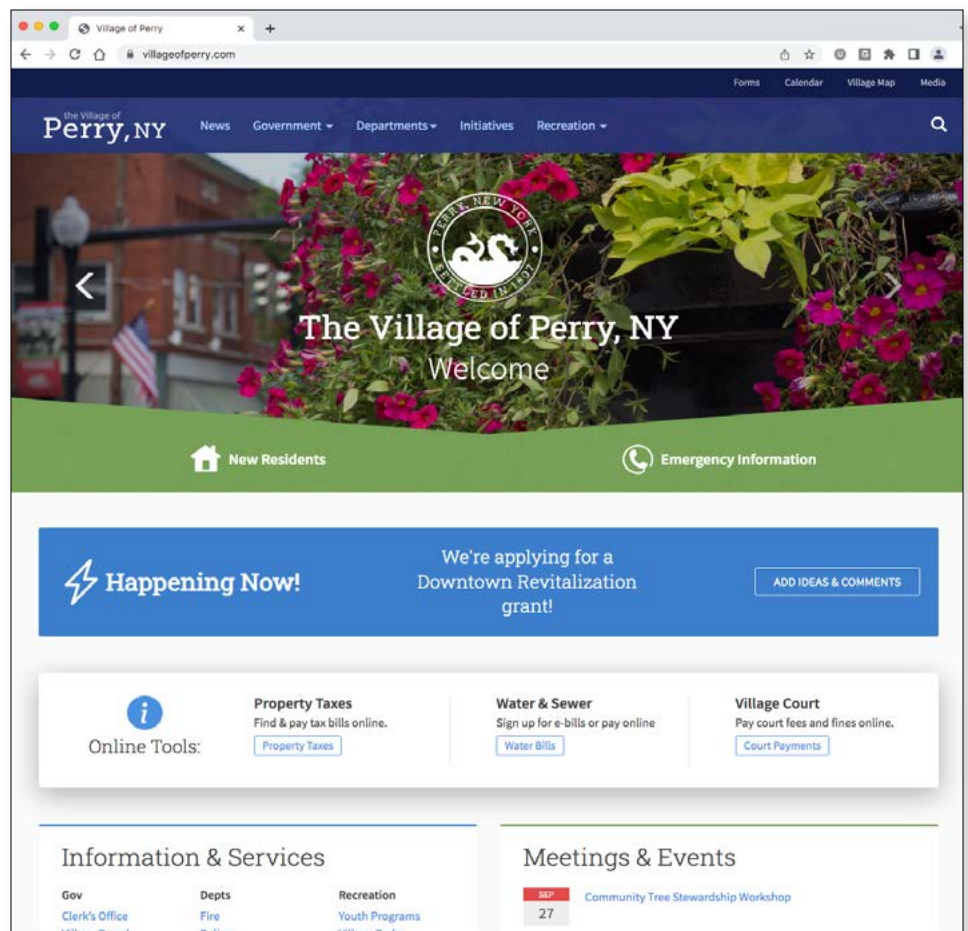 Village of Perry
villageofperry.com
Forms Calendar Village Map Media
the Village of
Perry, NY
News Government Departments Initiatives Recreation
PERRY, NEW YORK
SETTLED IN 1807
The Village of Perry, NY
Welcome
New Residents
Emergency Information
Happening Now!
We're applying for a
Downtown Revitalization
grant!
ADD IDEAS & COMMENTS
Online Tools:
Property Taxes
Find & pay tax bills online.
Property Taxes
Water & Sewer
Sign up for e-bills or pay online
Water Bills
Village Court
Pay court fees and fines online.
Court Payments
Information & Services
Gov Depts Recreation
Clerk's Office Fire Youth Programs
Meetings & Events
SEP
27
Community Tree Stewardship Workshop